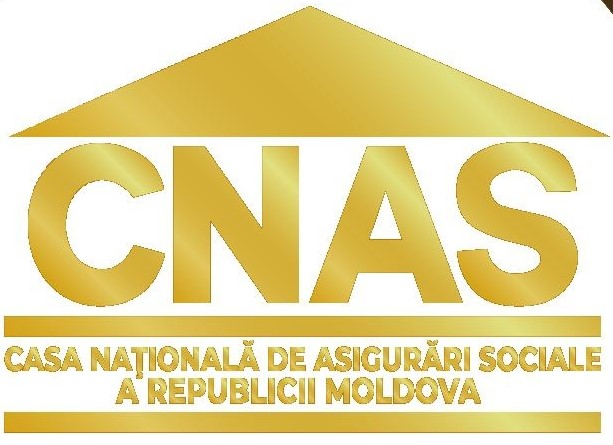 CNAS
CASA NAȚIONALĂ DE ASIGURĂRI SOCIALE
A REPUBLICII MOLDOVA